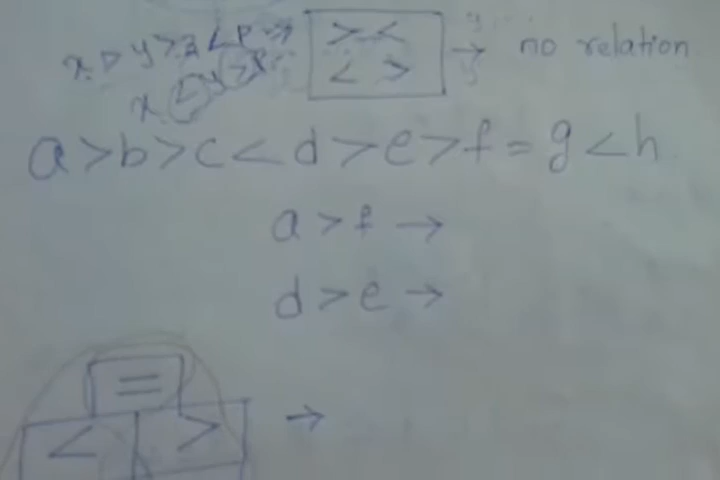 x > y > z < p → > < → no relation
x < y > p < >
a > b > c < d > e > f = g < h
a > f →
d > e →
=
< > →